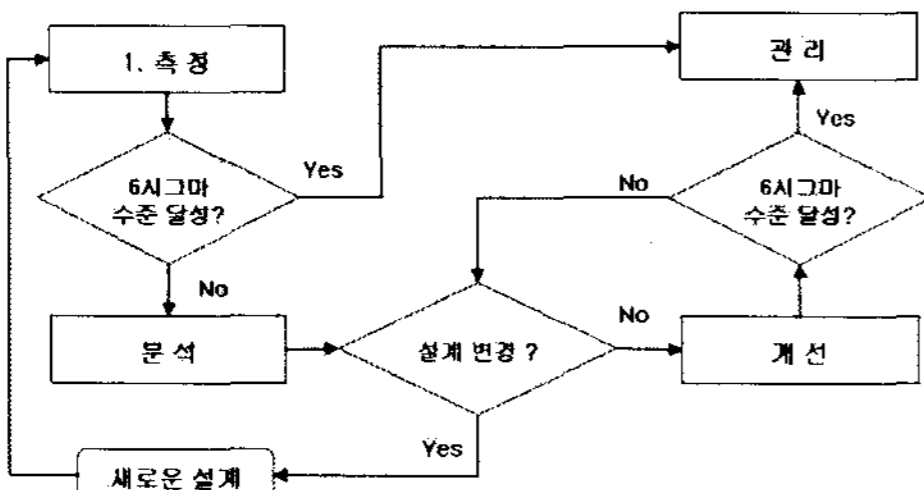 1. 측 정
관 리
6시그마
수준 달성?
Yes
No
6시그마
수준 달성?
Yes
No
분 석
설계 변경 ?
No
개 선
Yes
새로운 설계